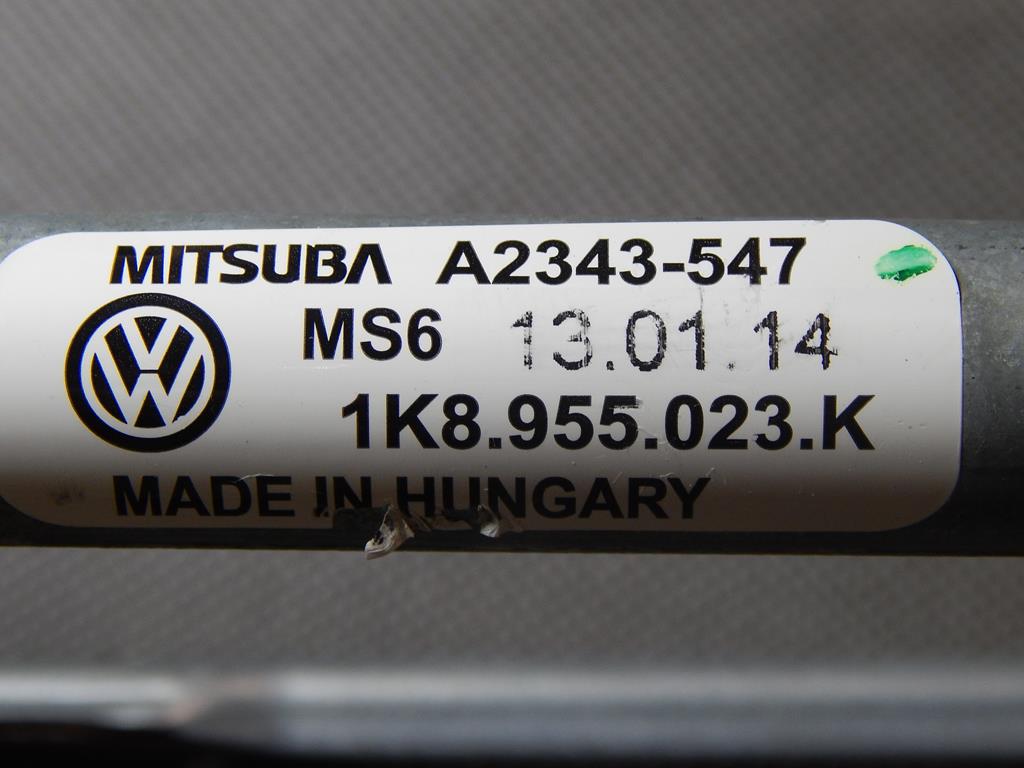 MITSUBA A2343-547
MS6 13.01.14
1K8.955.023.K
MADE IN HUNGARY